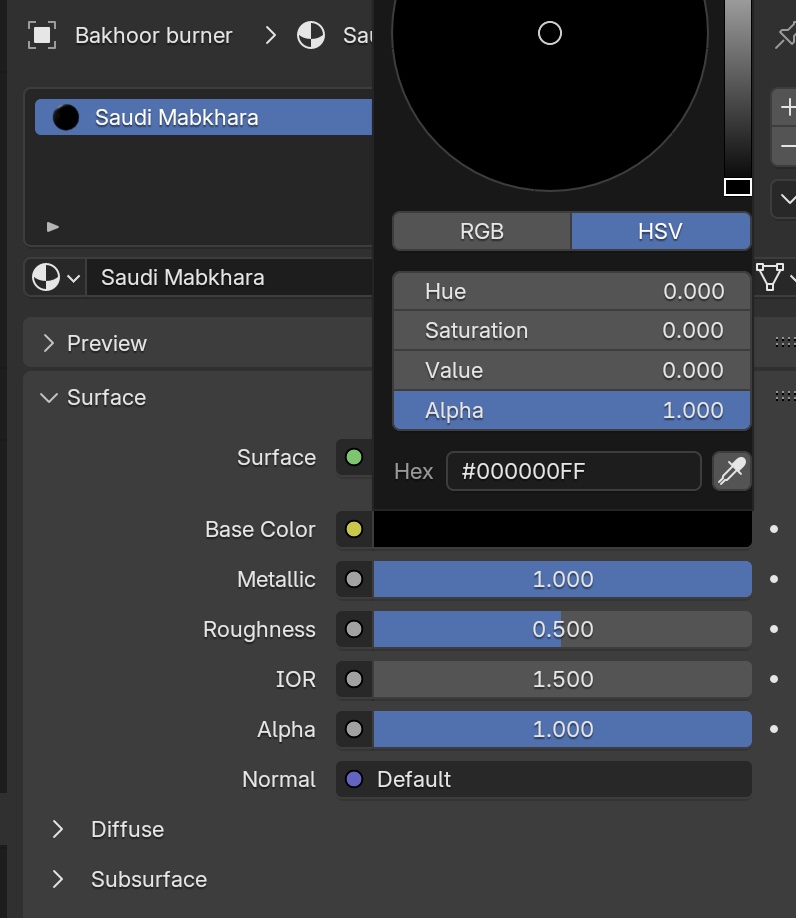 Bakhoor burner
Saudi Mabkhara
RGB HSV
Saudi Mabkhara
Hue 0.000
Saturation 0.000
Value 0.000
Alpha 1.000
Preview
Surface
Surface
Hex #000000FF
Base Color
Metallic 1.000
Roughness 0.500
IOR 1.500
Alpha 1.000
Normal Default
Diffuse
Subsurface